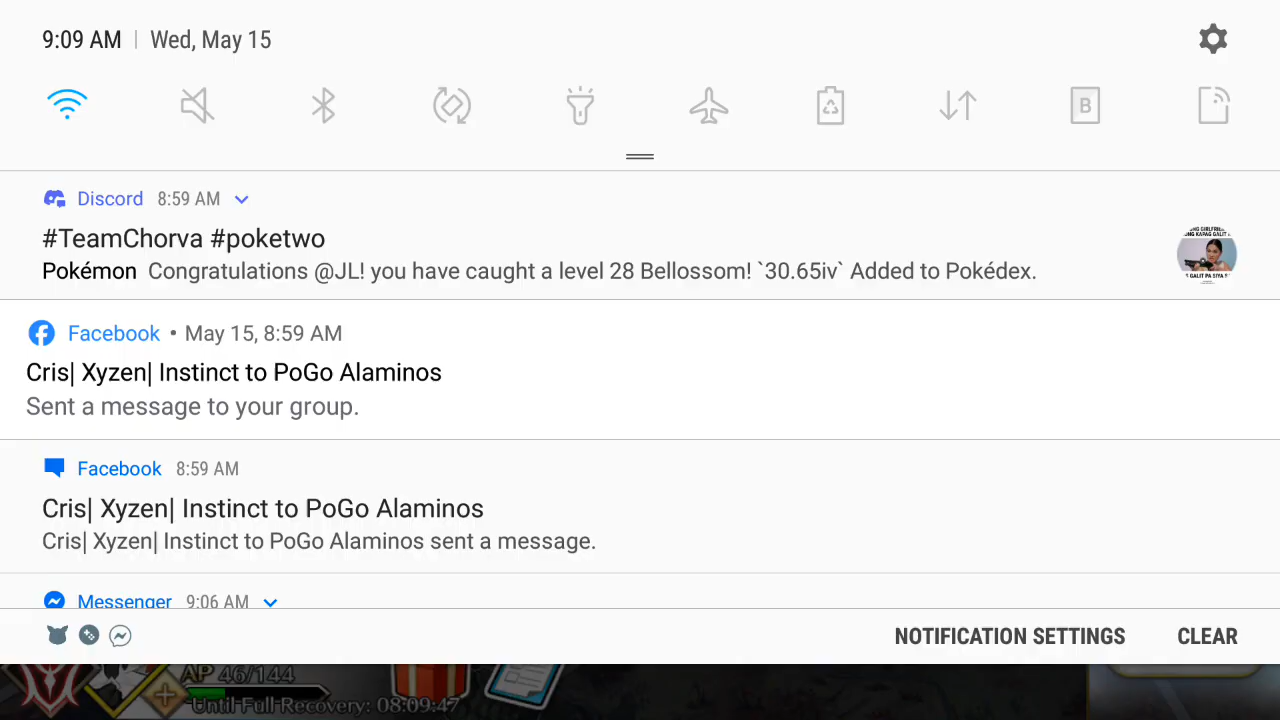 9:09 AM | Wed, May 15
B
Discord 8:59 AM
#TeamChorva #poketwo
Pokémon Congratulations @JL! you have caught a level 28 Bellossom! `30.65iv` Added to Pokédex.
Facebook • May 15, 8:59 AM
Cris| Xyzen| Instinct to PoGo Alaminos
Sent a message to your group.
Facebook 8:59 AM
Cris| Xyzen| Instinct to PoGo Alaminos
Cris| Xyzen| Instinct to PoGo Alaminos sent a message.
Messenger 9:06 AM
NOTIFICATION SETTINGS CLEAR
AP 46/144
Until Full Recovery: 08:09:47